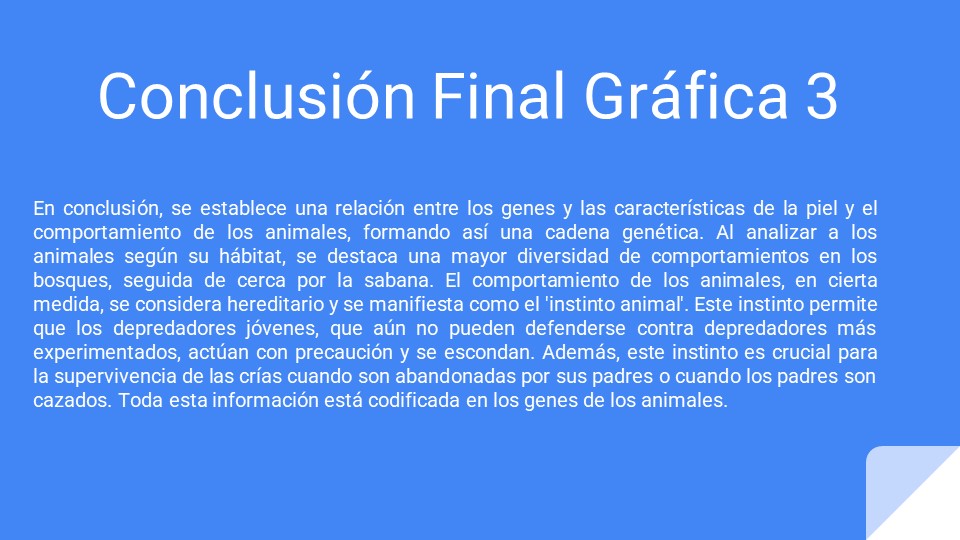 Conclusión Final Gráfica 3
En conclusión, se establece una relación entre los genes y las características de la piel y el
comportamiento de los animales, formando así una cadena genética. Al analizar a los
animales según su hábitat, se destaca una mayor diversidad de comportamientos en los
bosques, seguida de cerca por la sabana. El comportamiento de los animales, en cierta
medida, se considera hereditario y se manifiesta como el 'instinto animal'. Este instinto permite
que los depredadores jóvenes, que aún no pueden defenderse contra depredadores más
experimentados, actúan con precaución y se escondan. Además, este instinto es crucial para
la supervivencia de las crías cuando son abandonadas por sus padres o cuando los padres son
cazados. Toda esta información está codificada en los genes de los animales.